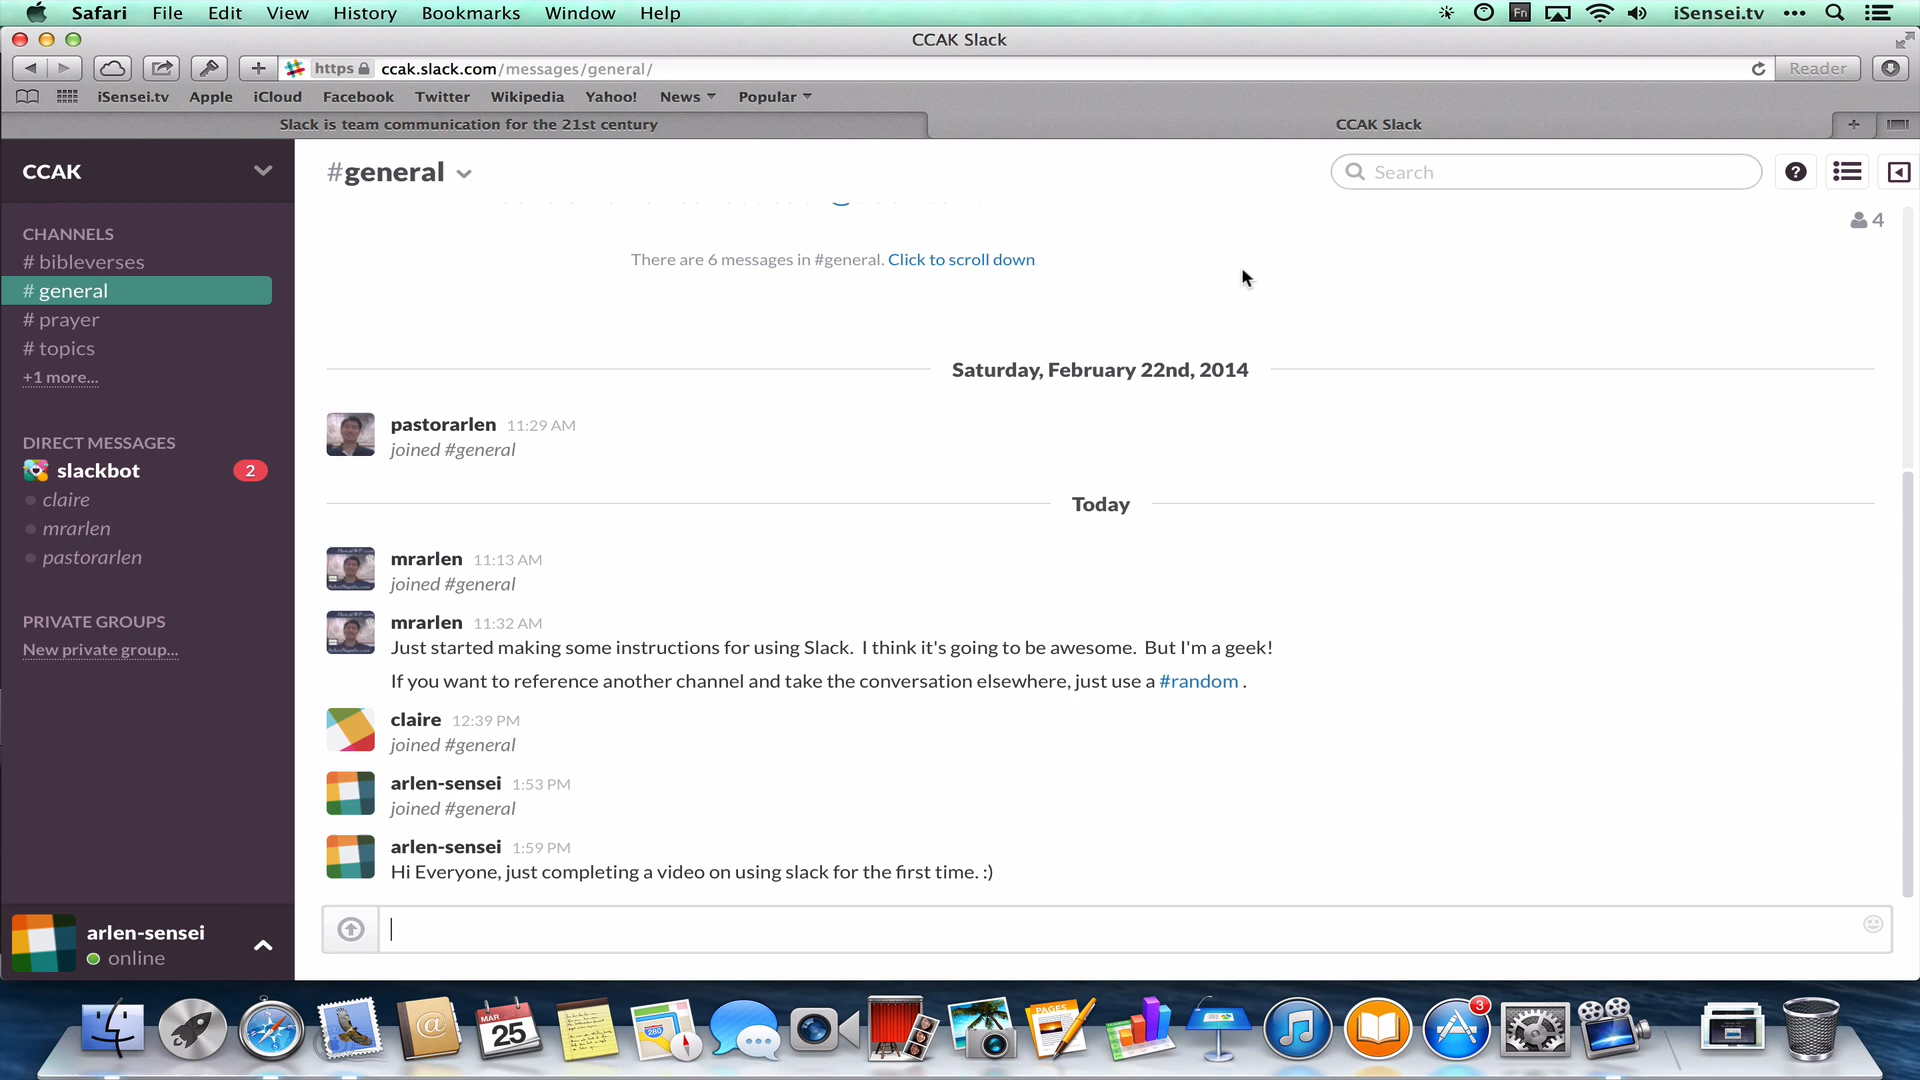 Safari File Edit View History Bookmarks Window Help Fn iSensei.tv
CCAK Slack
https ccak.slack.com/messages/general/ Reader
iSensei.tv Apple iCloud Facebook Twitter Wikipedia Yahoo! News Popular
Slack is team communication for the 21st century CCAK Slack
CCAK
CHANNELS
# bibleverses
# general
# prayer
# topics
+1 more...
DIRECT MESSAGES
slackbot 2
claire
mrarlen
pastorarlen
PRIVATE GROUPS
New private group...
arlen-sensei
online
#general Search
4
There are 6 messages in #general. Click to scroll down
Saturday, February 22nd, 2014
pastorarlen 11:29 AM
joined #general
Today
mrarlen 11:13 AM
joined #general
mrarlen 11:32 AM
Just started making some instructions for using Slack. I think it's going to be awesome. But I'm a geek!
If you want to reference another channel and take the conversation elsewhere, just use a #random .
claire 12:39 PM
joined #general
arlen-sensei 1:53 PM
joined #general
arlen-sensei 1:59 PM
Hi Everyone, just completing a video on using slack for the first time. :)
MAR
25
280
PAGES
3